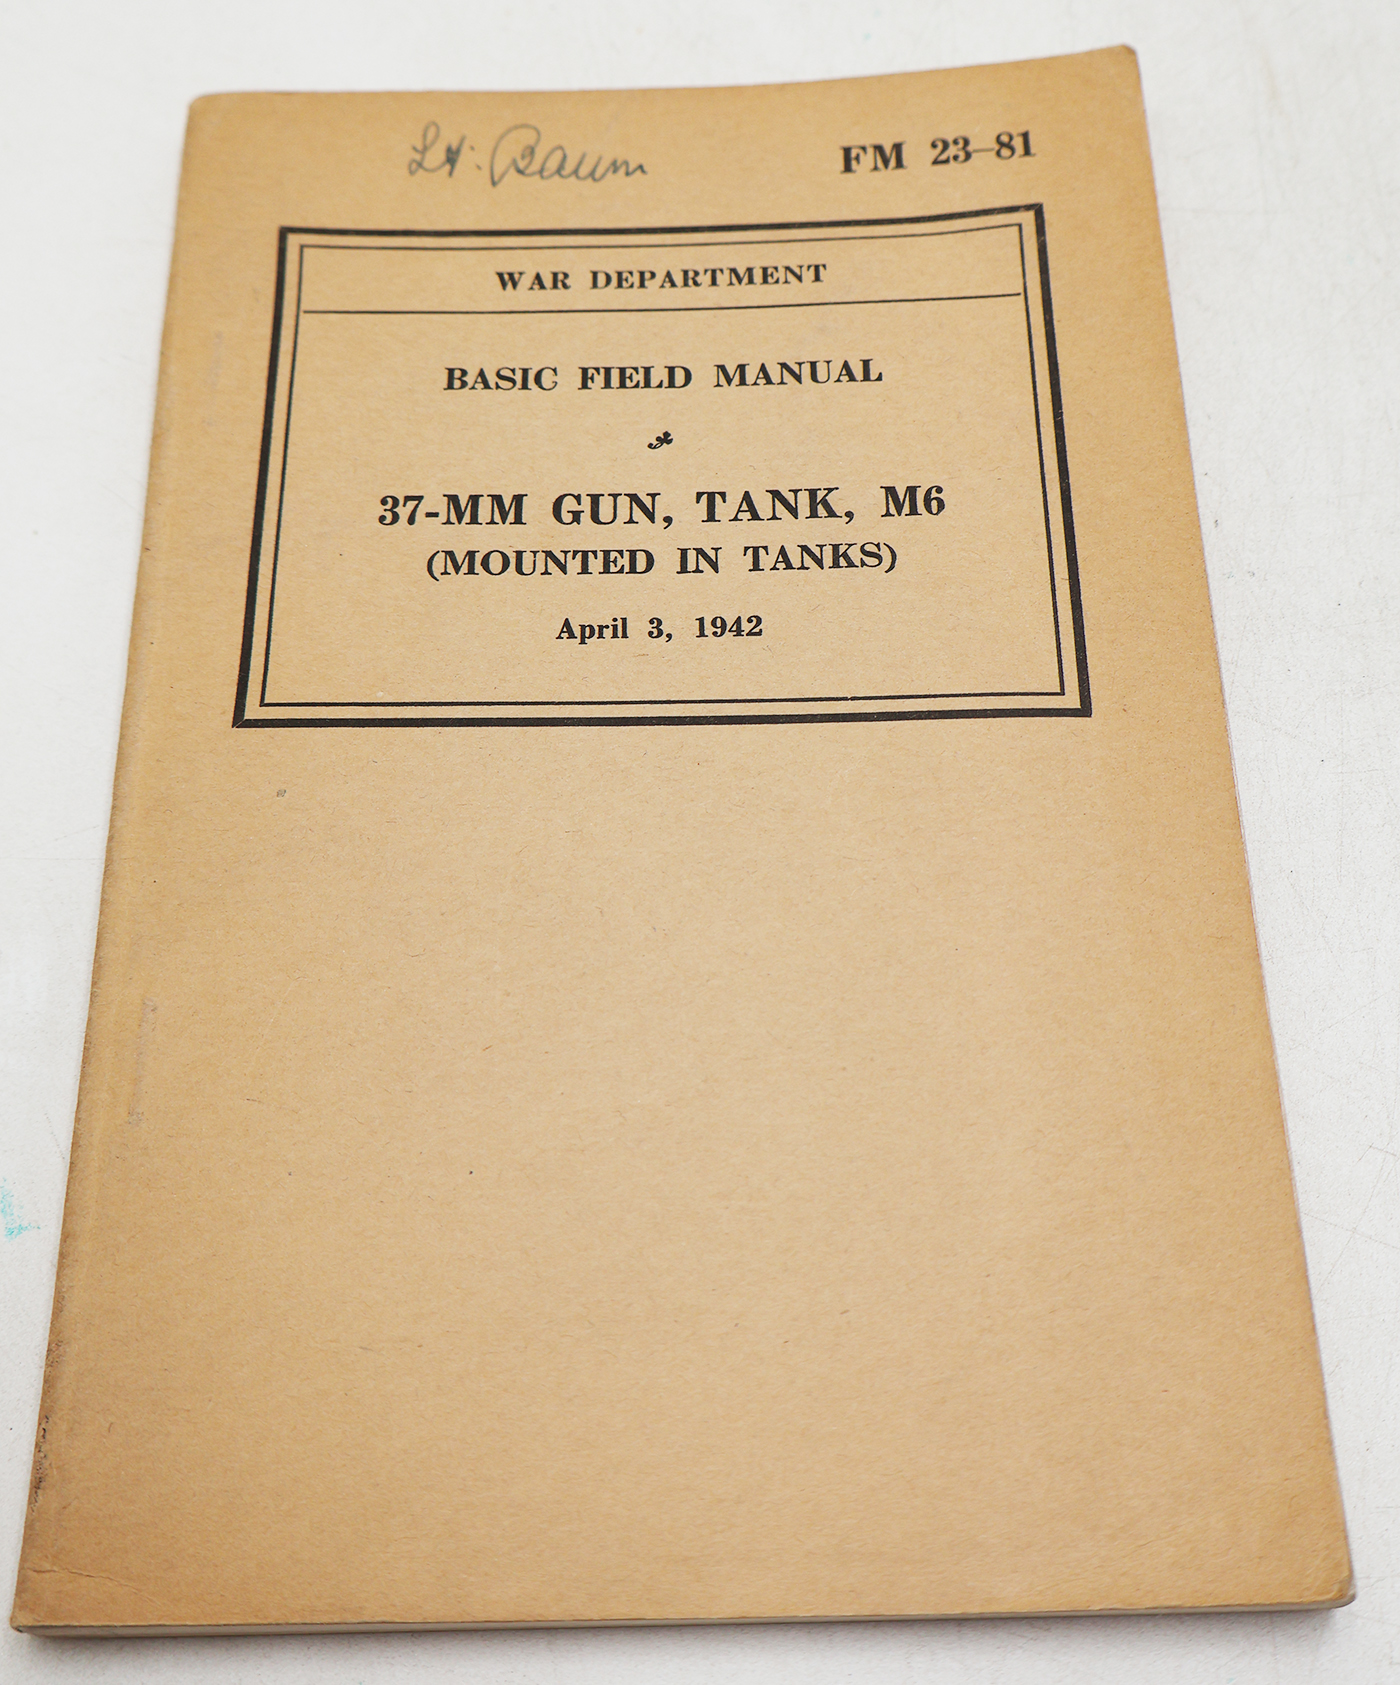 Lt. Baum
FM 23–81
WAR DEPARTMENT
BASIC FIELD MANUAL
37-MM GUN, TANK, M6
(MOUNTED IN TANKS)
April 3, 1942